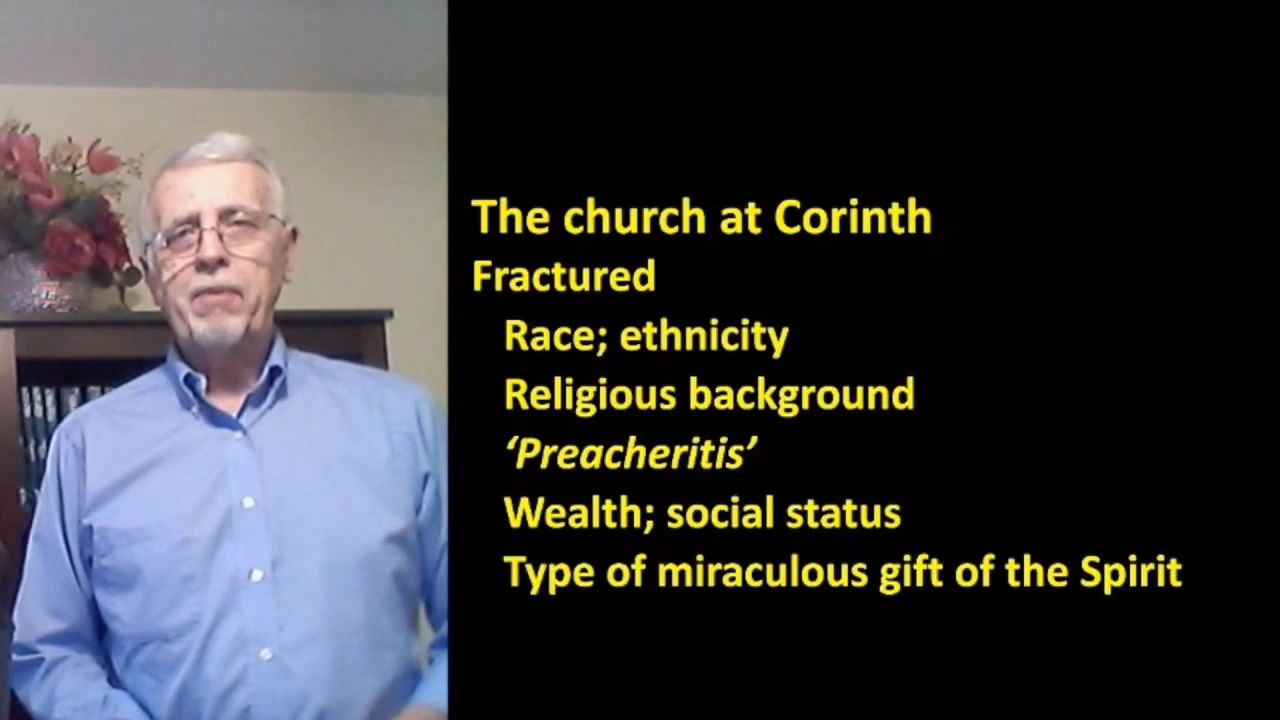 The church at Corinth
Fractured
Race; ethnicity
Religious background
‘Preacheritis’
Wealth; social status
Type of miraculous gift of the Spirit